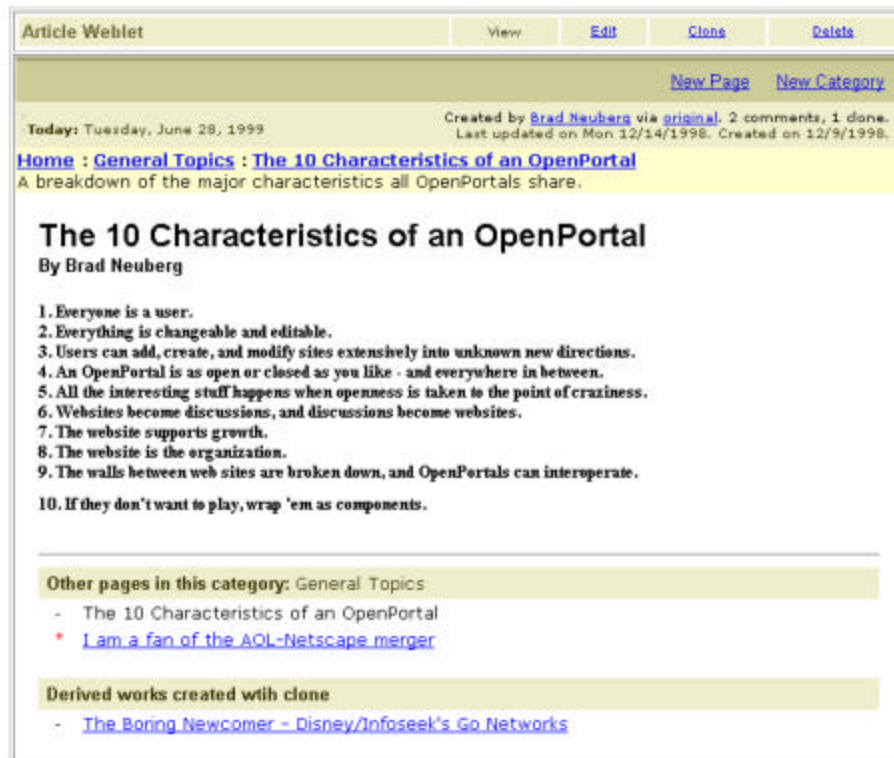 Article Weblet View Edit Clone Delete
New Page New Category
Today: Tuesday, June 28, 1999
Created by Brad Neuberg via original. 2 comments, 1 clone.
Last updated on Mon 12/14/1998. Created on 12/9/1998.
Home : General Topics : The 10 Characteristics of an OpenPortal
A breakdown of the major characteristics all OpenPortals share.
The 10 Characteristics of an OpenPortal
By Brad Neuberg
1. Everyone is a user.
2. Everything is changeable and editable.
3. Users can add, create, and modify sites extensively into unknown new directions.
4. An OpenPortal is as open or closed as you like - and everywhere in between.
5. All the interesting stuff happens when openness is taken to the point of craziness.
6. Websites become discussions, and discussions become websites.
7. The website supports growth.
8. The website is the organization.
9. The walls between web sites are broken down, and OpenPortals can interoperate.
10. If they don't want to play, wrap 'em as components.
Other pages in this category: General Topics
- The 10 Characteristics of an OpenPortal
* I am a fan of the AOL-Netscape merger
Derived works created wtih clone
- The Boring Newcomer - Disney/Infoseek's Go Networks